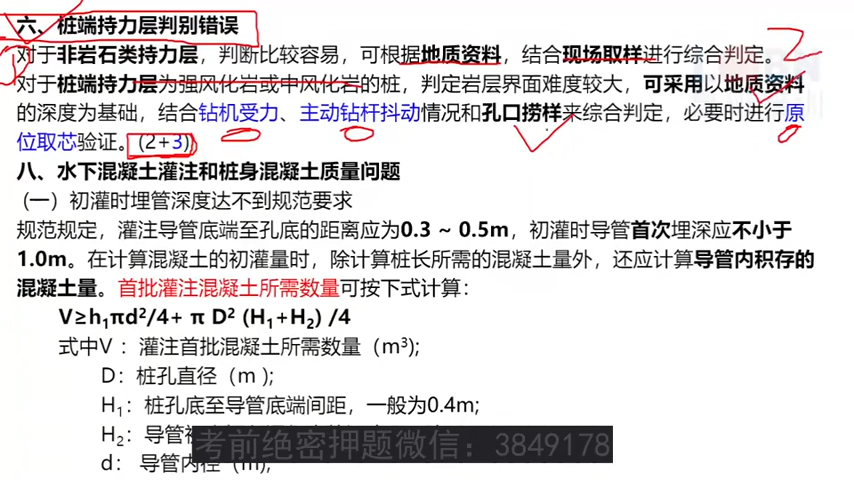 六、桩端持力层判别错误
对于非岩石类持力层，判断比较容易，可根据地质资料，结合现场取样进行综合判定。
对于桩端持力层为强风化岩或中风化岩的桩，判定岩层界面难度较大，可采用以地质资料
的深度为基础，结合钻机受力、主动钻杆抖动情况和孔口捞样来综合判定，必要时进行原
位取芯验证。(2+3)
八、水下混凝土灌注和桩身混凝土质量问题
（一）初灌时埋管深度达不到规范要求
规范规定，灌注导管底端至孔底的距离应为0.3 ~ 0.5m，初灌时导管首次埋深应不小于
1.0m。在计算混凝土的初灌量时，除计算桩长所需的混凝土量外，还应计算导管内积存的
混凝土量。首批灌注混凝土所需数量可按下式计算：
V≥h₁πd²/4+ π D² (H₁+H₂) /4
式中V ：灌注首批混凝土所需数量（m³);
D：桩孔直径（m );
H₁：桩孔底至导管底端间距，一般为0.4m;
H₂：导管
考前绝密押题微信：3849178
d： 导管内径（m);